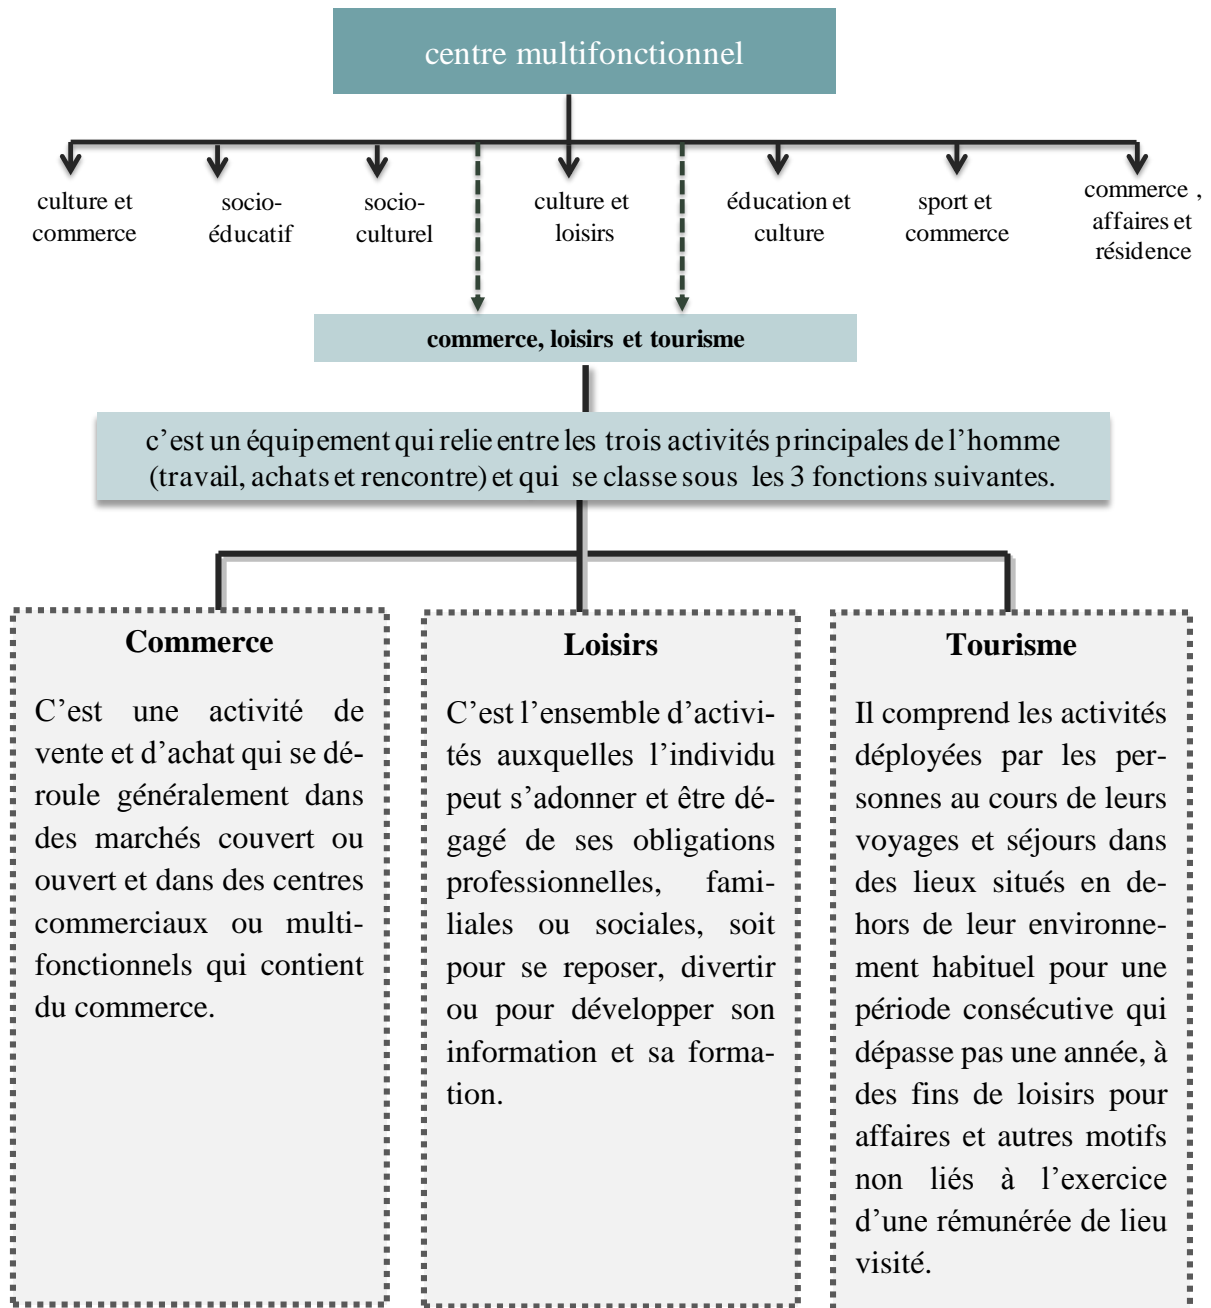 centre multifonctionnel
culture et
commerce
socio-
éducatif
socio-
culturel
culture et
loisirs
éducation et
culture
sport et
commerce
commerce ,
affaires et
résidence
commerce, loisirs et tourisme
c’est un équipement qui relie entre les trois activités principales de l’homme
(travail, achats et rencontre) et qui se classe sous les 3 fonctions suivantes.
Commerce
C’est une activité de
vente et d’achat qui se dé-
roule généralement dans
des marchés couvert ou
ouvert et dans des centres
commerciaux ou multi-
fonctionnels qui contient
du commerce.
Loisirs
C’est l’ensemble d’activi-
tés auxquelles l’individu
peut s’adonner et être dé-
gagé de ses obligations
professionnelles, fami-
liales ou sociales, soit
pour se reposer, divertir
ou pour développer son
information et sa forma-
tion.
Tourisme
Il comprend les activités
déployées par les per-
sonnes au cours de leurs
voyages et séjours dans
des lieux situés en de-
hors de leur environne-
ment habituel pour une
période consécutive qui
dépasse pas une année, à
des fins de loisirs pour
affaires et autres motifs
non liés à l’exercice
d’une rémunérée de lieu
visité.